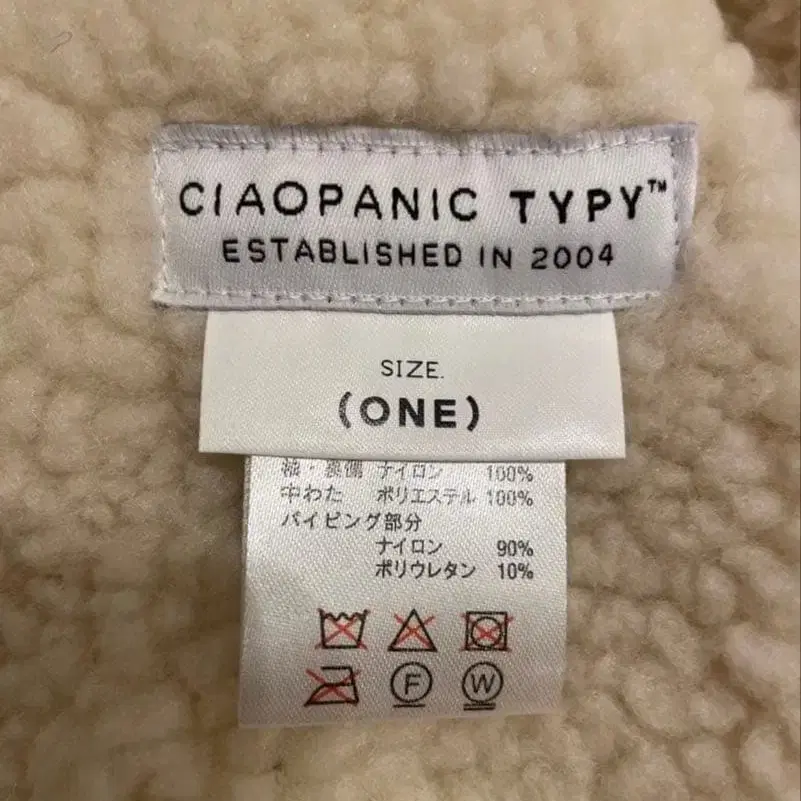 CIAOPANIC TYPY™
ESTABLISHED IN 2004
SIZE.
(ONE)
ナイロン 100%
中わた ポリエステル 100%
パイピング部分
ナイロン 90%
ポリウレタン 10%
F W